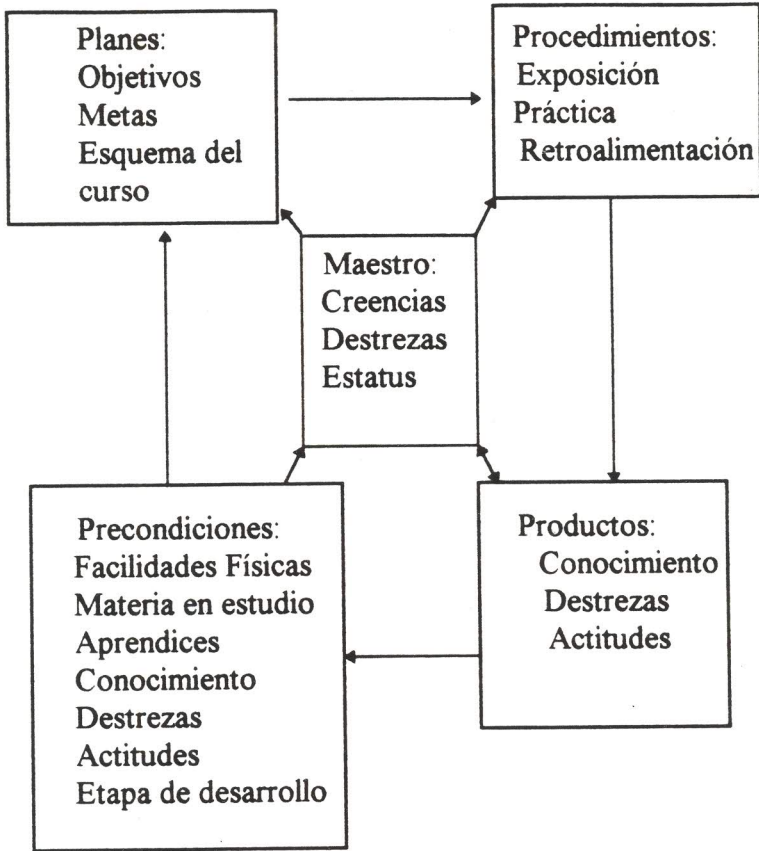 Planes:
Objetivos
Metas
Esquema del
curso
Procedimientos:
Exposición
Práctica
Retroalimentación
Maestro:
Creencias
Destrezas
Estatus
Precondiciones:
Facilidades Físicas
Materia en estudio
Aprendices
Conocimiento
Destrezas
Actitudes
Etapa de desarrollo
Productos:
Conocimiento
Destrezas
Actitudes